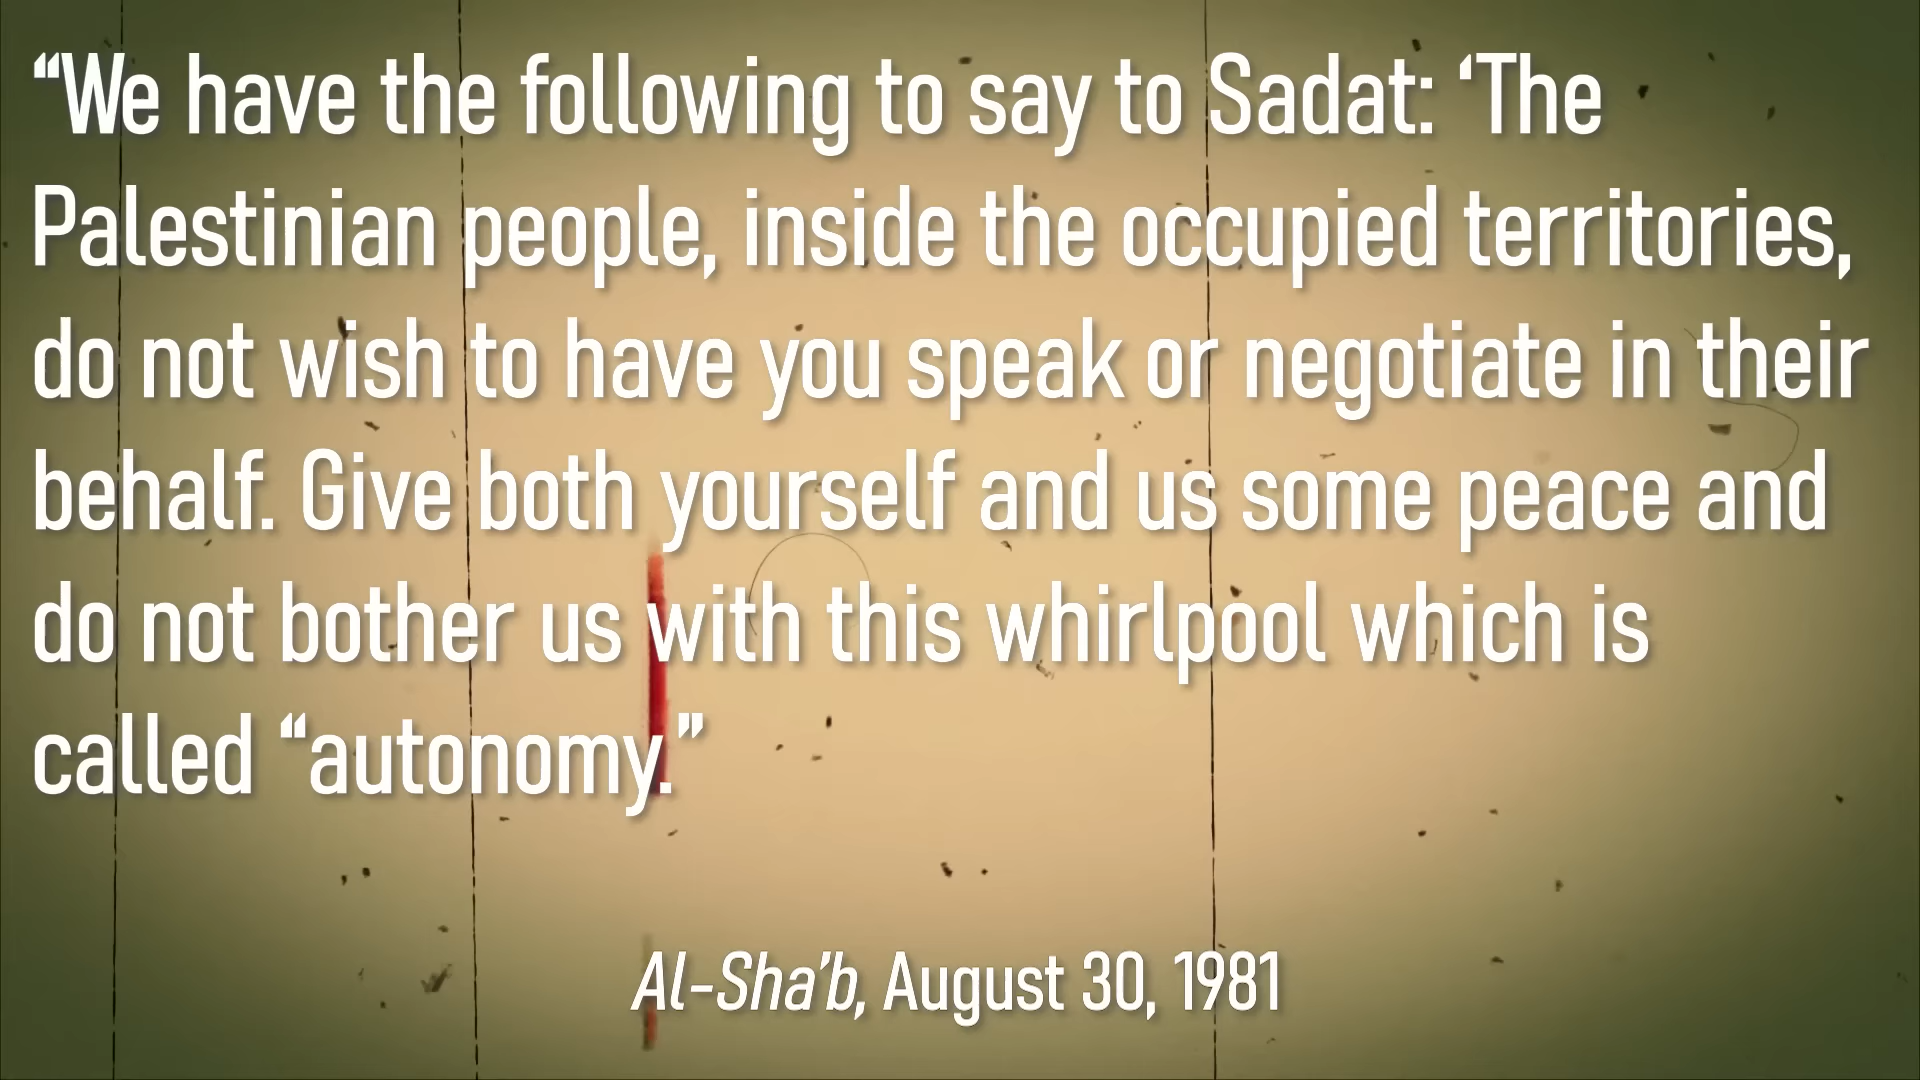 “We have the following to say to Sadat: ‘The
Palestinian people, inside the occupied territories,
do not wish to have you speak or negotiate in their
behalf. Give both yourself and us some peace and
do not bother us with this whirlpool which is
called “autonomy.”
Al-Sha’b, August 30, 1981